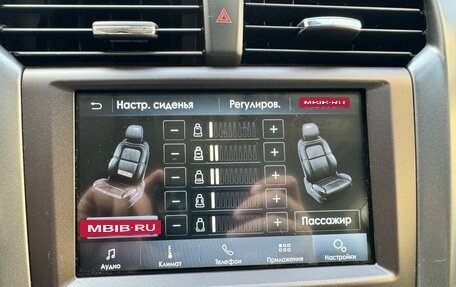 Настр. сиденья
Регулиров.
MBIB-RU
MBIB-RU
Пассажир
Аудио
Климат
Телефон
Приложения
Настройки